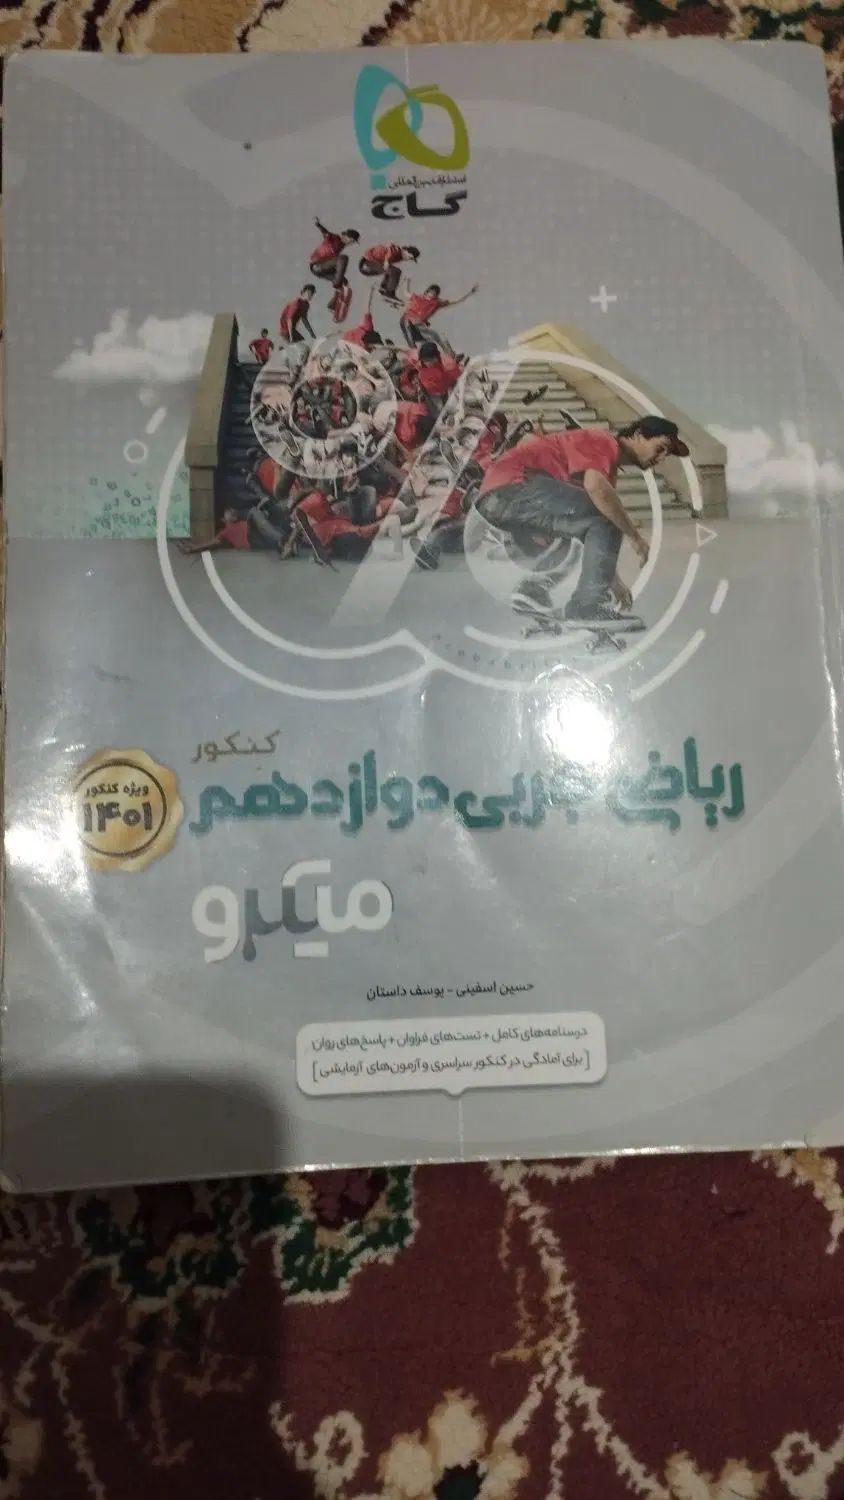 انتشارات بین‌المللی
گاج
کنکور
ریاضی تجربی دوازدهم
ویژه کنکور
۱۴۰۱
میکرو
حسین اسفینی - یوسف داستان
درسنامه‌های کامل + تست‌های فراوان + پاسخ‌های روان
[برای آمادگی در کنکور سراسری و آزمون‌های آزمایشی]